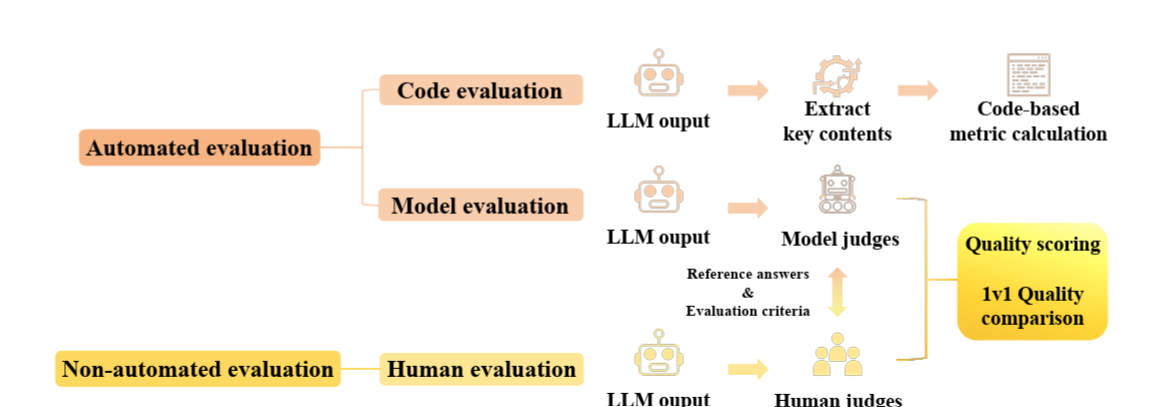 Code evaluation
LLM ouput
Extract
key contents
Code-based
metric calculation
Automated evaluation
Model evaluation
LLM ouput
Model judges
Quality scoring
1v1 Quality
comparison
Reference answers
&
Evaluation criteria
Non-automated evaluation
Human evaluation
LLM ouput
Human judges